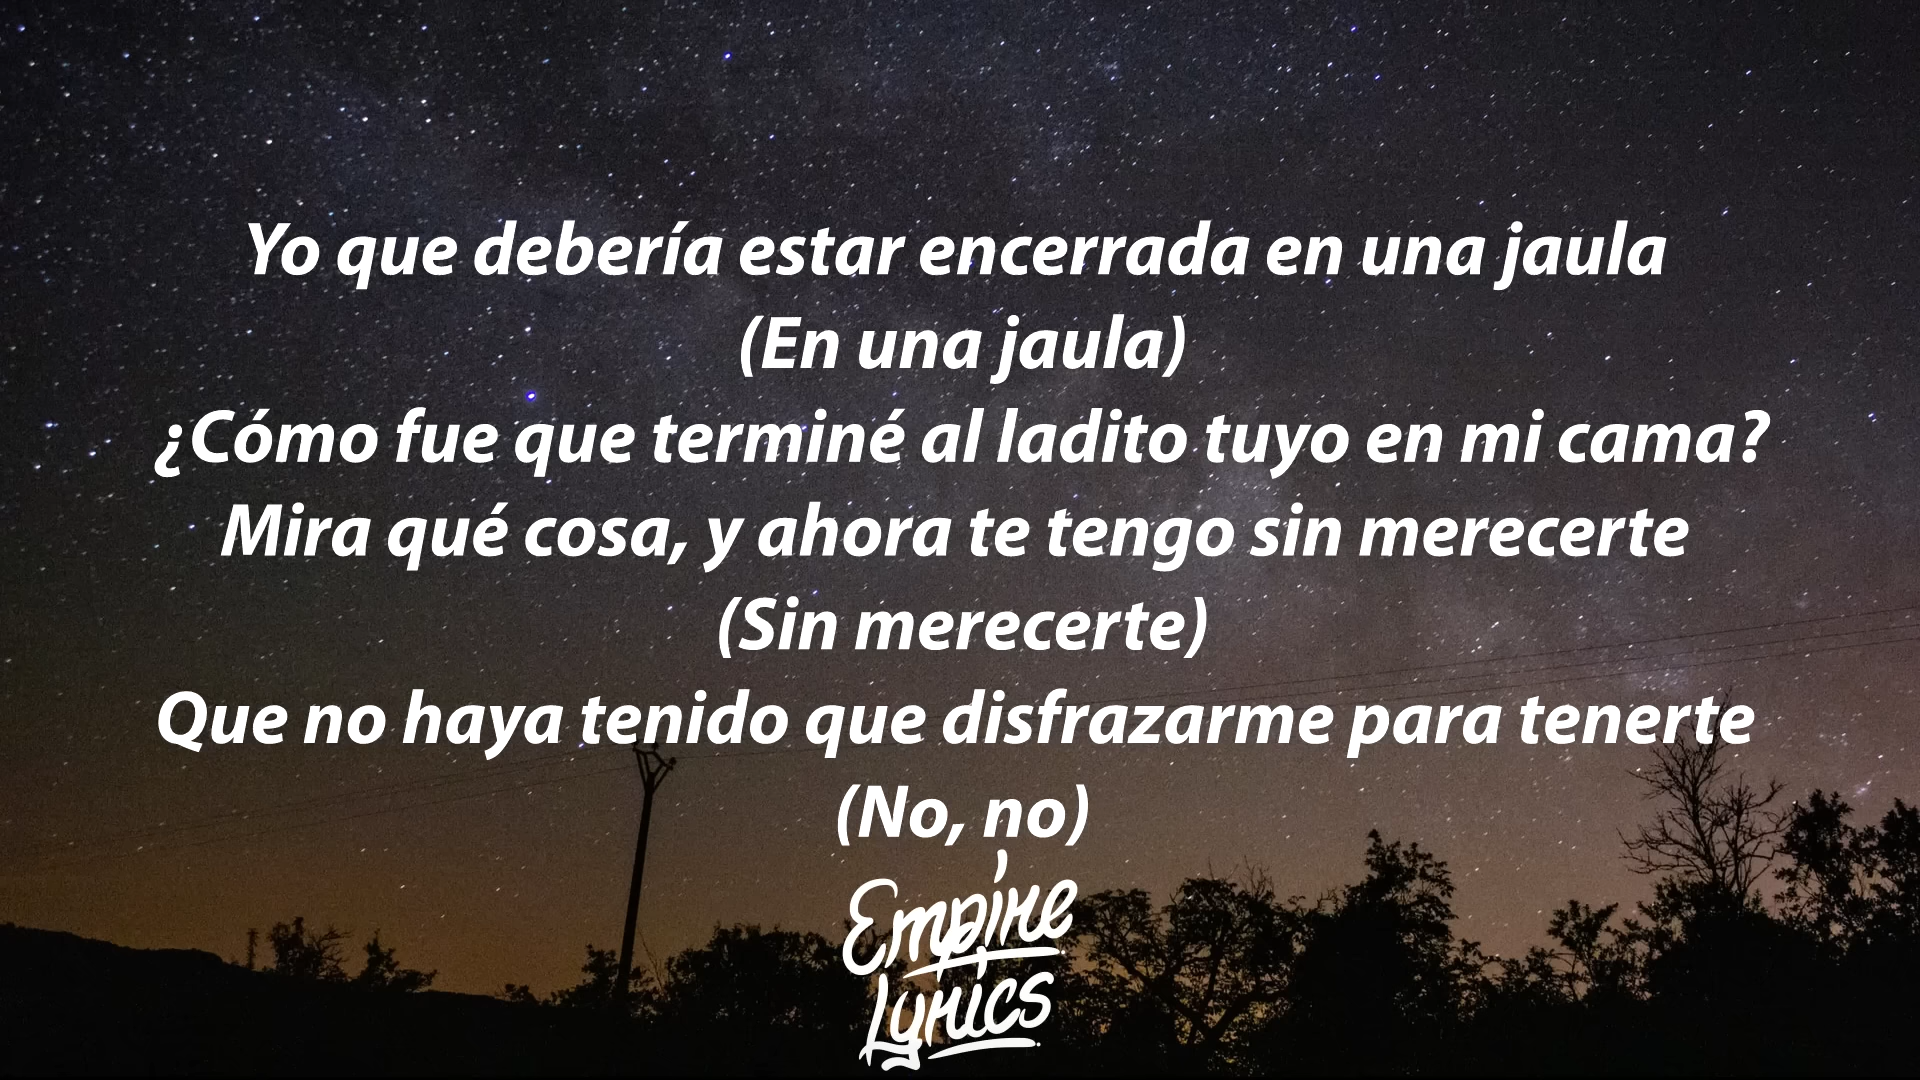 Yo que debería estar encerrada en una jaula
(En una jaula)
¿Cómo fue que terminé al ladito tuyo en mi cama?
Mira qué cosa, y ahora te tengo sin merecerte
(Sin merecerte)
Que no haya tenido que disfrazarme para tenerte
(No, no)
Empire
Lyrics